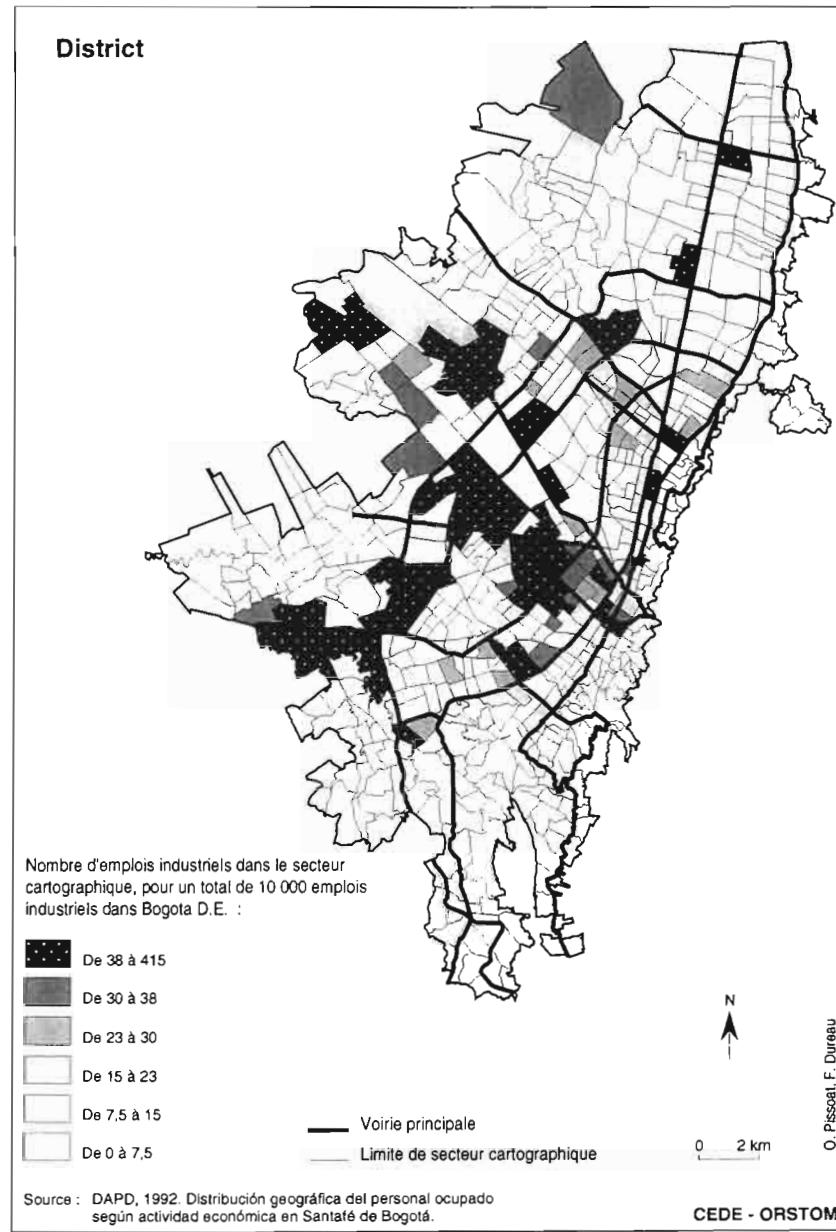 District
Nombre d'emplois industriels dans le secteur
cartographique, pour un total de 10 000 emplois
industriels dans Bogota D.E. :
De 38 à 415
De 30 à 38
De 23 à 30
De 15 à 23
De 7,5 à 15
De 0 à 7,5
Voirie principale
Limite de secteur cartographique
N
0 2 km
O. Pissoat, F. Dureau
Source : DAPD, 1992. Distribución geográfica del personal ocupado
según actividad económica en Santafé de Bogotá.
CEDE - ORSTOM